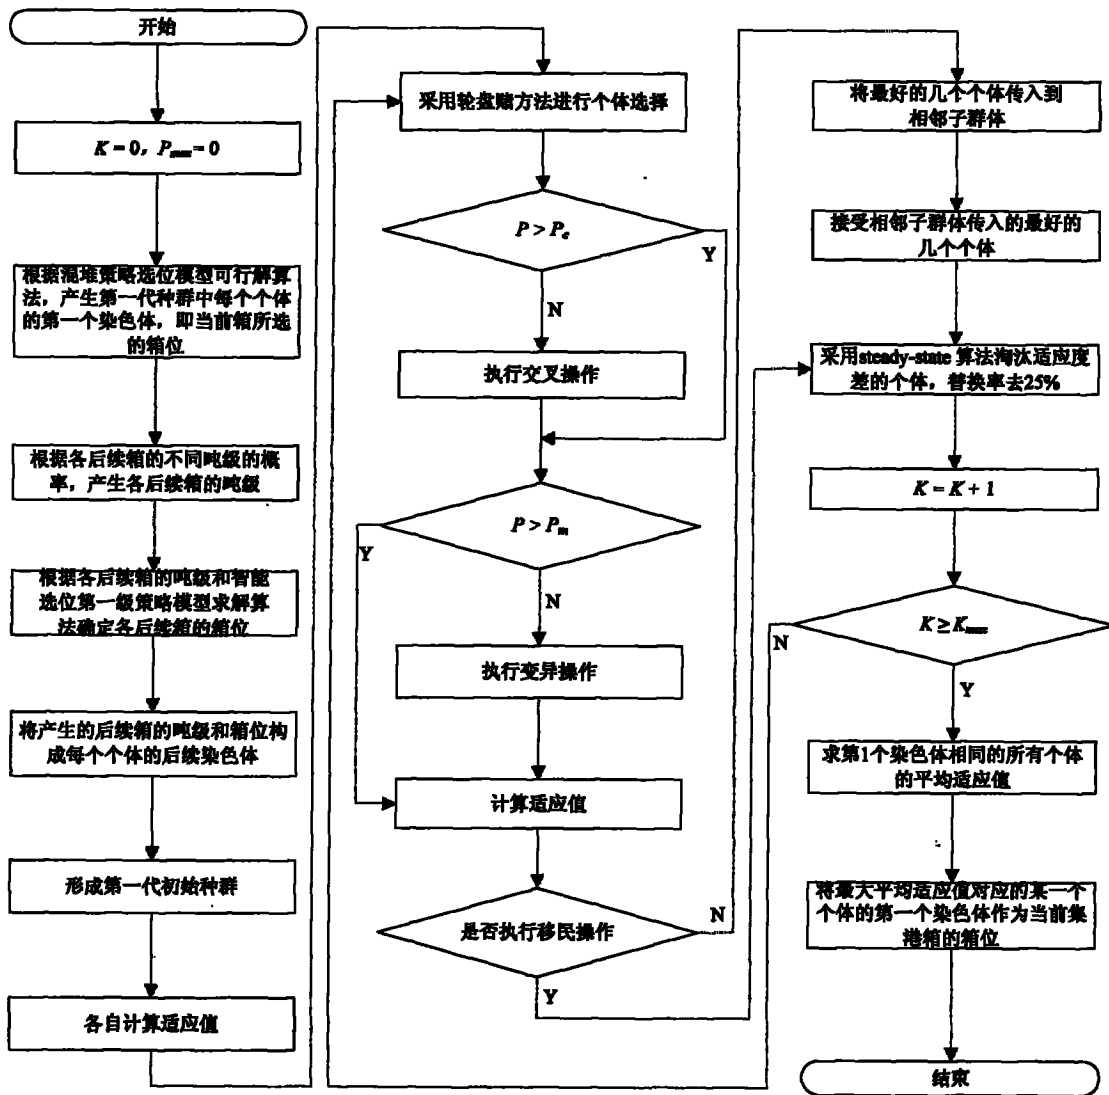 开始
K = 0, Pmax = 0
根据混堆策略选位模型可行解算
法，产生第一代种群中每个个体
的第一个染色体，即当前箱所选
的箱位
根据各后续箱的不同吨级的概
率，产生各后续箱的吨级
根据各后续箱的吨级和智能
选位第一级策略模型求解算
法确定各后续箱的箱位
将产生的后续箱的吨级和箱位构
成每个个体的后续染色体
形成第一代初始种群
各自计算适应值
采用轮盘赌方法进行个体选择
P > Pc
Y
N
执行交叉操作
P > Pm
Y
N
执行变异操作
计算适应值
是否执行移民操作
N
Y
将最好的几个个体传入到
相邻子群体
接受相邻子群体传入的最好的
几个个体
采用steady-state 算法淘汰适应度
差的个体，替换率去25%
K = K + 1
K ≥ Kmax
N
Y
求第1个染色体相同的所有个体
的平均适应值
将最大平均适应值对应的某一个
个体的第一个染色体作为当前集
港箱的箱位
结束